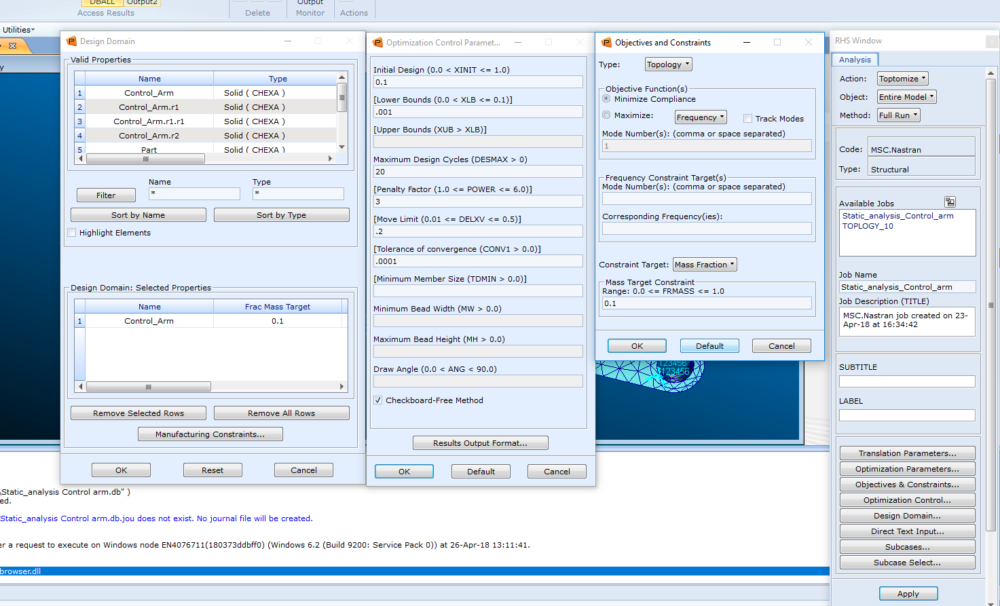 DBALL Output2
Access Results
Delete
Output
Monitor
Actions
Utilities
y
Design Domain
Valid Properties
Name Type
1 Control_Arm Solid ( CHEXA )
2 Control_Arm.r1 Solid ( CHEXA )
3 Control_Arm.r1.r1 Solid ( CHEXA )
4 Control_Arm.r2 Solid ( CHEXA )
5 Part Solid ( CHEXA )
Name Type
Filter * *
Sort by Name Sort by Type
Highlight Elements
Design Domain: Selected Properties
Name Frac Mass Target
1 Control_Arm 0.1
Remove Selected Rows Remove All Rows
Manufacturing Constraints...
OK Reset Cancel
Optimization Control Paramet...
Initial Design (0.0 < XINIT <= 1.0)
0.1
[Lower Bounds (0.0 < XLB <= 0.1)]
.001
[Upper Bounds (XUB > XLB)]
Maximum Design Cycles (DESMAX > 0)
20
[Penalty Factor (1.0 <= POWER <= 6.0)]
3
[Move Limit (0.01 <= DELXV <= 0.5)]
.2
[Tolerance of convergence (CONV1 > 0.0)]
.0001
[Minimum Member Size (TDMIN > 0.0)]
Minimum Bead Width (MW > 0.0)
Maximum Bead Height (MH > 0.0)
Draw Angle (0.0 < ANG < 90.0)
Checkboard-Free Method
Results Output Format...
OK Default Cancel
Objectives and Constraints
Type: Topology
Objective Function(s)
Minimize Compliance
Maximize: Frequency Track Modes
Mode Number(s): (comma or space separated)
1
Frequency Constraint Target(s)
Mode Number(s): (comma or space separated)
Corresponding Frequency(ies):
Constraint Target: Mass Fraction
Mass Target Constraint
Range: 0.0 <= FRMASS <= 1.0
0.1
OK Default Cancel
123456
123456
RHS Window
Analysis
Action: Toptomize
Object: Entire Model
Method: Full Run
Code: MSC.Nastran
Type: Structural
Available Jobs
Static_analysis_Control_arm
TOPLOGY_10
Job Name
Static_analysis_Control_arm
Job Description (TITLE)
MSC.Nastran job created on 23-
Apr-18 at 16:34:42
SUBTITLE
LABEL
Translation Parameters...
Optimization Parameters...
Objectives & Constraints...
Optimization Control...
Design Domain...
Direct Text Input...
Subcases...
Subcase Select...
Apply
\Static_analysis Control arm.db" )
ed.
Static_analysis Control arm.db.jou does not exist. No journal file will be created.
er a request to execute on Windows node EN4076711(180373ddbff0) (Windows 6.2 (Build 9200: Service Pack 0)) at 26-Apr-18 13:11:41.
browser.dll